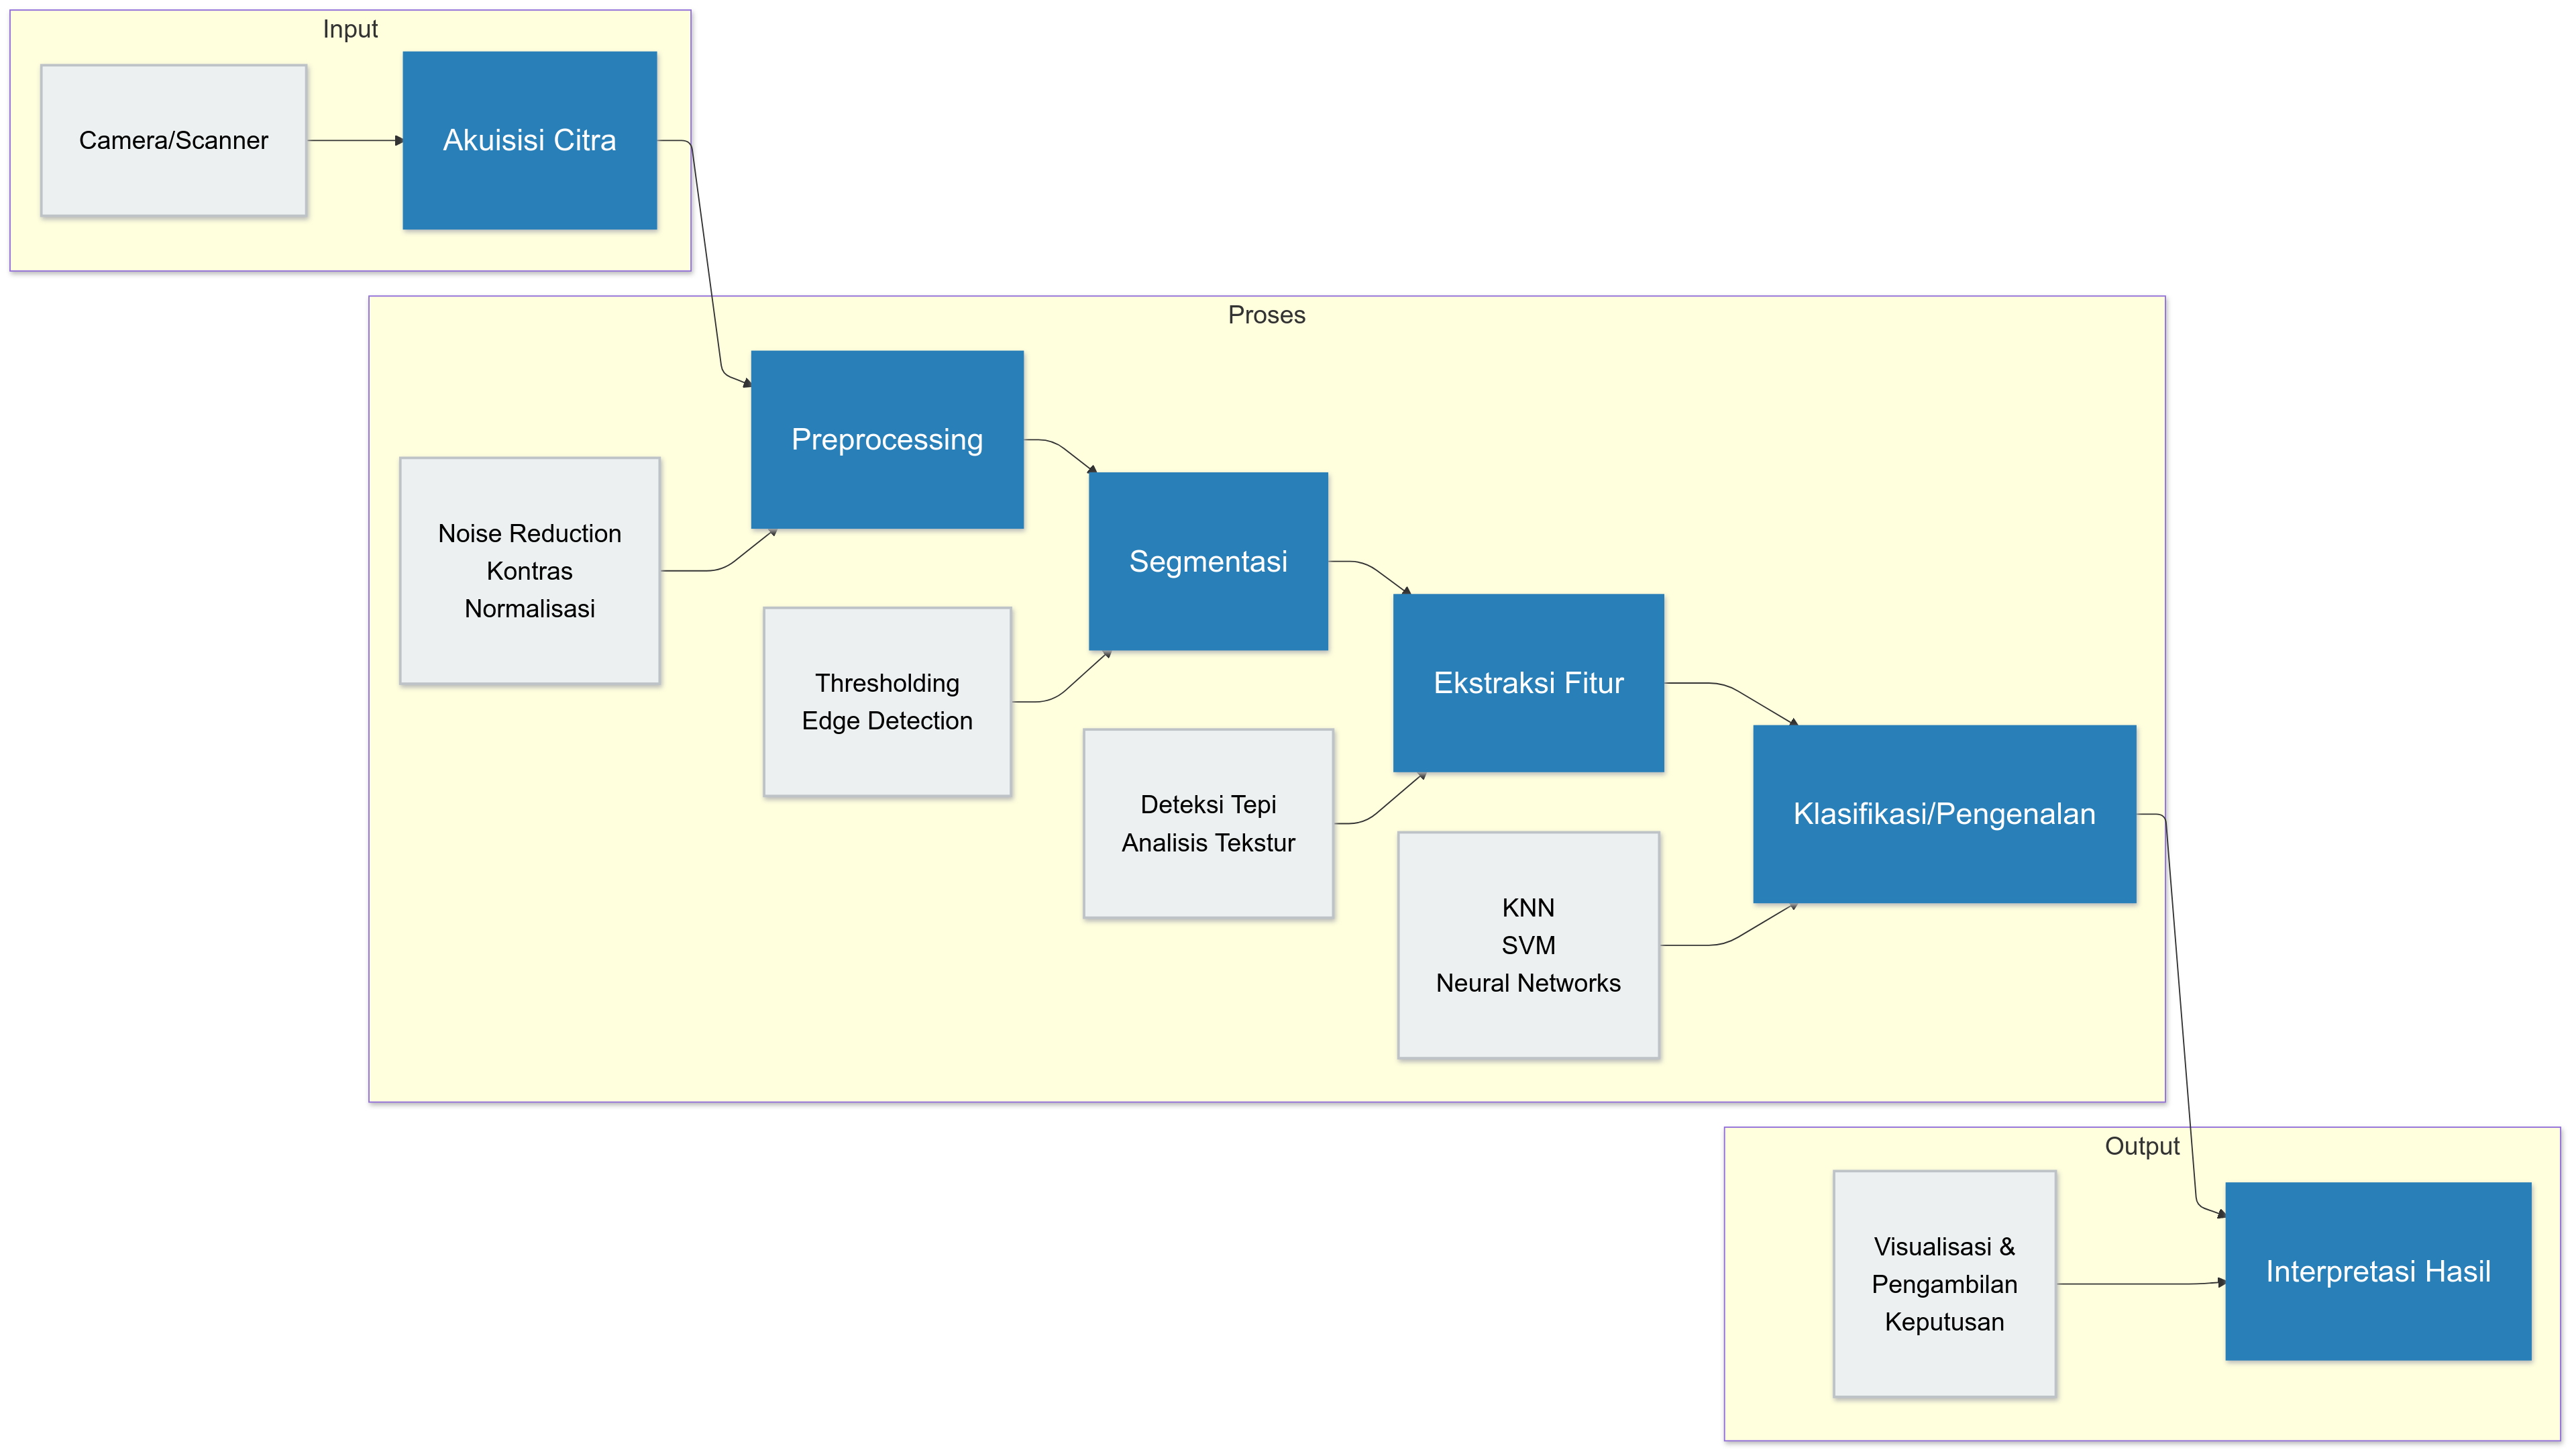 Input
Camera/Scanner
Akuisisi Citra
Proses
Preprocessing
Noise Reduction
Kontras
Normalisasi
Segmentasi
Thresholding
Edge Detection
Ekstraksi Fitur
Deteksi Tepi
Analisis Tekstur
Klasifikasi/Pengenalan
KNN
SVM
Neural Networks
Output
Visualisasi &
Pengambilan
Keputusan
Interpretasi Hasil